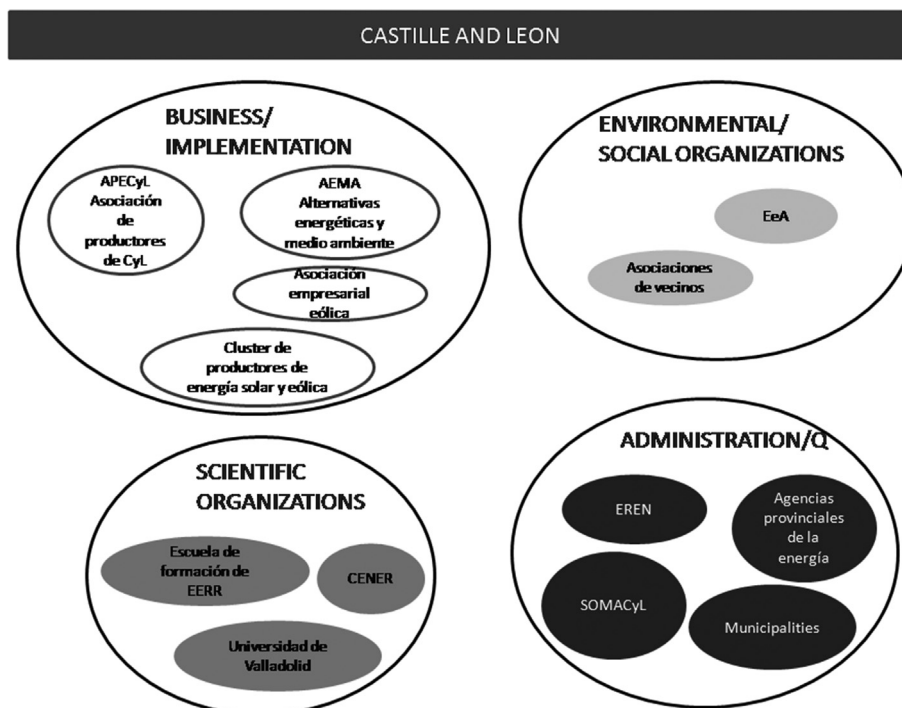 CASTILLE AND LEON
BUSINESS/
IMPLEMENTATION
APECyL
Asociación
de
productores
de CyL
AEMA
Alternativas
energéticas y
medio ambiente
Asociación
empresarial
eólica
Cluster de
productores de
energía solar y eólica
ENVIRONMENTAL/
SOCIAL ORGANIZATIONS
EeA
Asociaciones
de vecinos
SCIENTIFIC
ORGANIZATIONS
Escuela de
formación de
EERR
CENER
Universidad de
Valladolid
ADMINISTRATION/Q
EREN
Agencias
provinciales
de la
energía
SOMACyL
Municipalities